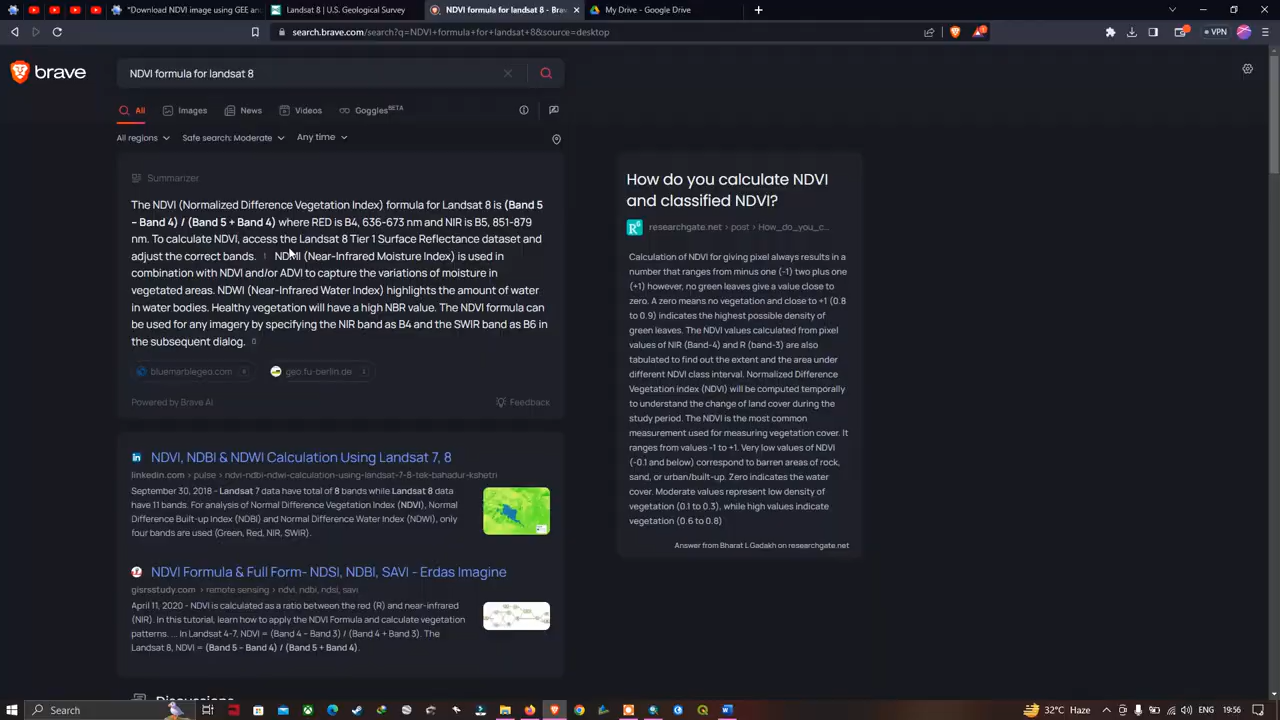 "Download NDVI image using GEE an
Landsat 8 | U.S. Geological Survey
NDVI formula for landsat 8 - Brav
My Drive - Google Drive
search.brave.com/search?q=NDVI+formula+for+landsat+8&source=desktop
VPN
brave
NDVI formula for landsat 8
All
Images
News
Videos
Goggles BETA
All regions
Safe search: Moderate
Any time
Summarizer
The NDVI (Normalized Difference Vegetation Index) formula for Landsat 8 is (Band 5
– Band 4) / (Band 5 + Band 4) where RED is B4, 636-673 nm and NIR is B5, 851-879
nm. To calculate NDVI, access the Landsat 8 Tier 1 Surface Reflectance dataset and
adjust the correct bands. NDMI (Near-Infrared Moisture Index) is used in
combination with NDVI and/or ADVI to capture the variations of moisture in
vegetated areas. NDWI (Near-Infrared Water Index) highlights the amount of water
in water bodies. Healthy vegetation will have a high NBR value. The NDVI formula can
be used for any imagery by specifying the NIR band as B4 and the SWIR band as B6 in
the subsequent dialog.
bluemarblegeo.com
geo.fu-berlin.de
Powered by Brave AI
Feedback
NDVI, NDBI & NDWI Calculation Using Landsat 7, 8
linkedin.com › pulse › ndvi-ndbi-ndwi-calculation-using-landsat-7-8-tek-bahadur-kshetri
September 30, 2018 - Landsat 7 data have total of 8 bands while Landsat 8 data
have 11 bands. For analysis of Normal Difference Vegetation Index (NDVI), Normal
Difference Built-up Index (NDBI) and Normal Difference Water Index (NDWI), only
four bands are used (Green, Red, NIR, SWIR).
NDVI Formula & Full Form- NDSI, NDBI, SAVI - Erdas Imagine
gisrsstudy.com › remote sensing › ndvi, ndbi, ndsi, savi
April 11, 2020 - NDVI is calculated as a ratio between the red (R) and near-infrared
(NIR). In this tutorial, learn how to apply the NDVI Formula and calculate vegetation
patterns. ... In Landsat 4-7, NDVI = (Band 4 – Band 3) / (Band 4 + Band 3). The
Landsat 8, NDVI = (Band 5 – Band 4) / (Band 5 + Band 4).
How do you calculate NDVI
and classified NDVI?
researchgate.net › post › How_do_you_c...
Calculation of NDVI for giving pixel always results in a
number that ranges from minus one (-1) two plus one
(+1) however, no green leaves give a value close to
zero. A zero means no vegetation and close to +1 (0.8
to 0.9) indicates the highest possible density of
green leaves. The NDVI values calculated from pixel
values of NIR (Band-4) and R (band-3) are also
tabulated to find out the extent and the area under
different NDVI class interval. Normalized Difference
Vegetation index (NDVI) will be computed temporally
to understand the change of land cover during the
study period. The NDVI is the most common
measurement used for measuring vegetation cover. It
ranges from values -1 to +1. Very low values of NDVI
(-0.1 and below) correspond to barren areas of rock,
sand, or urban/built-up. Zero indicates the water
cover. Moderate values represent low density of
vegetation (0.1 to 0.3), while high values indicate
vegetation (0.6 to 0.8)
Answer from Bharat L Gadakh on researchgate.net
Search
32°C Haze
ENG
19:56